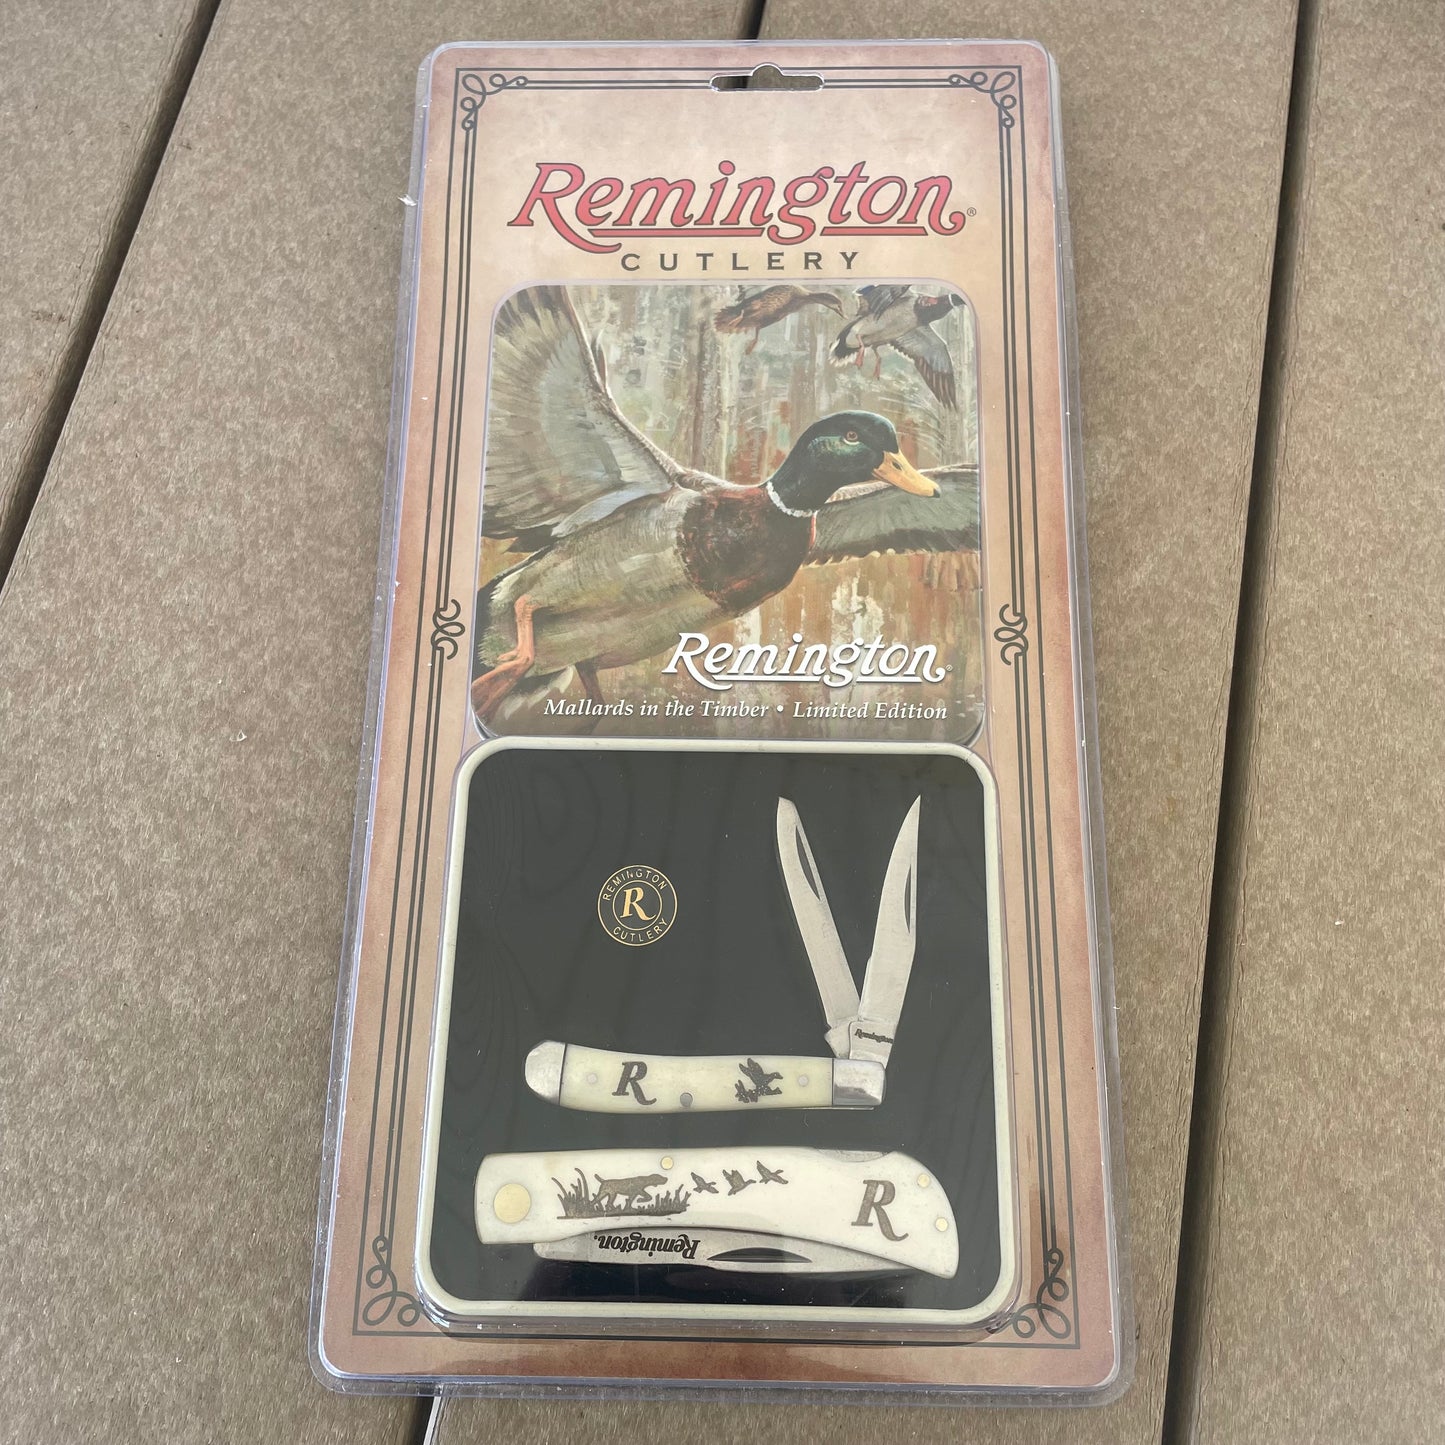 Remington®
CUTLERY
Remington®
Mallards in the Timber • Limited Edition
REMINGTON
R
CUTLERY
Remington
R
R
Remington®